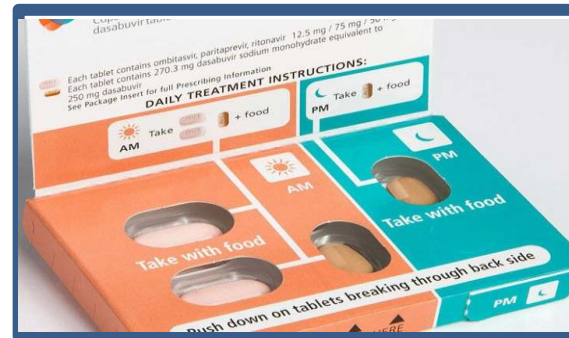 dasabuvir
Each tablet contains ombitasvir, paritaprevir, ritonavir 12.5 mg / 75 mg / 50 mg
Each tablet contains 270.3 mg dasabuvir sodium monohydrate equivalent to
250 mg dasabuvir
See Package Insert for full Prescribing Information
DAILY TREATMENT INSTRUCTIONS:
AM Take + food
PM Take + food
AM
PM
Take with food
Take with food
Push down on tablets breaking through back side
HERE
PM